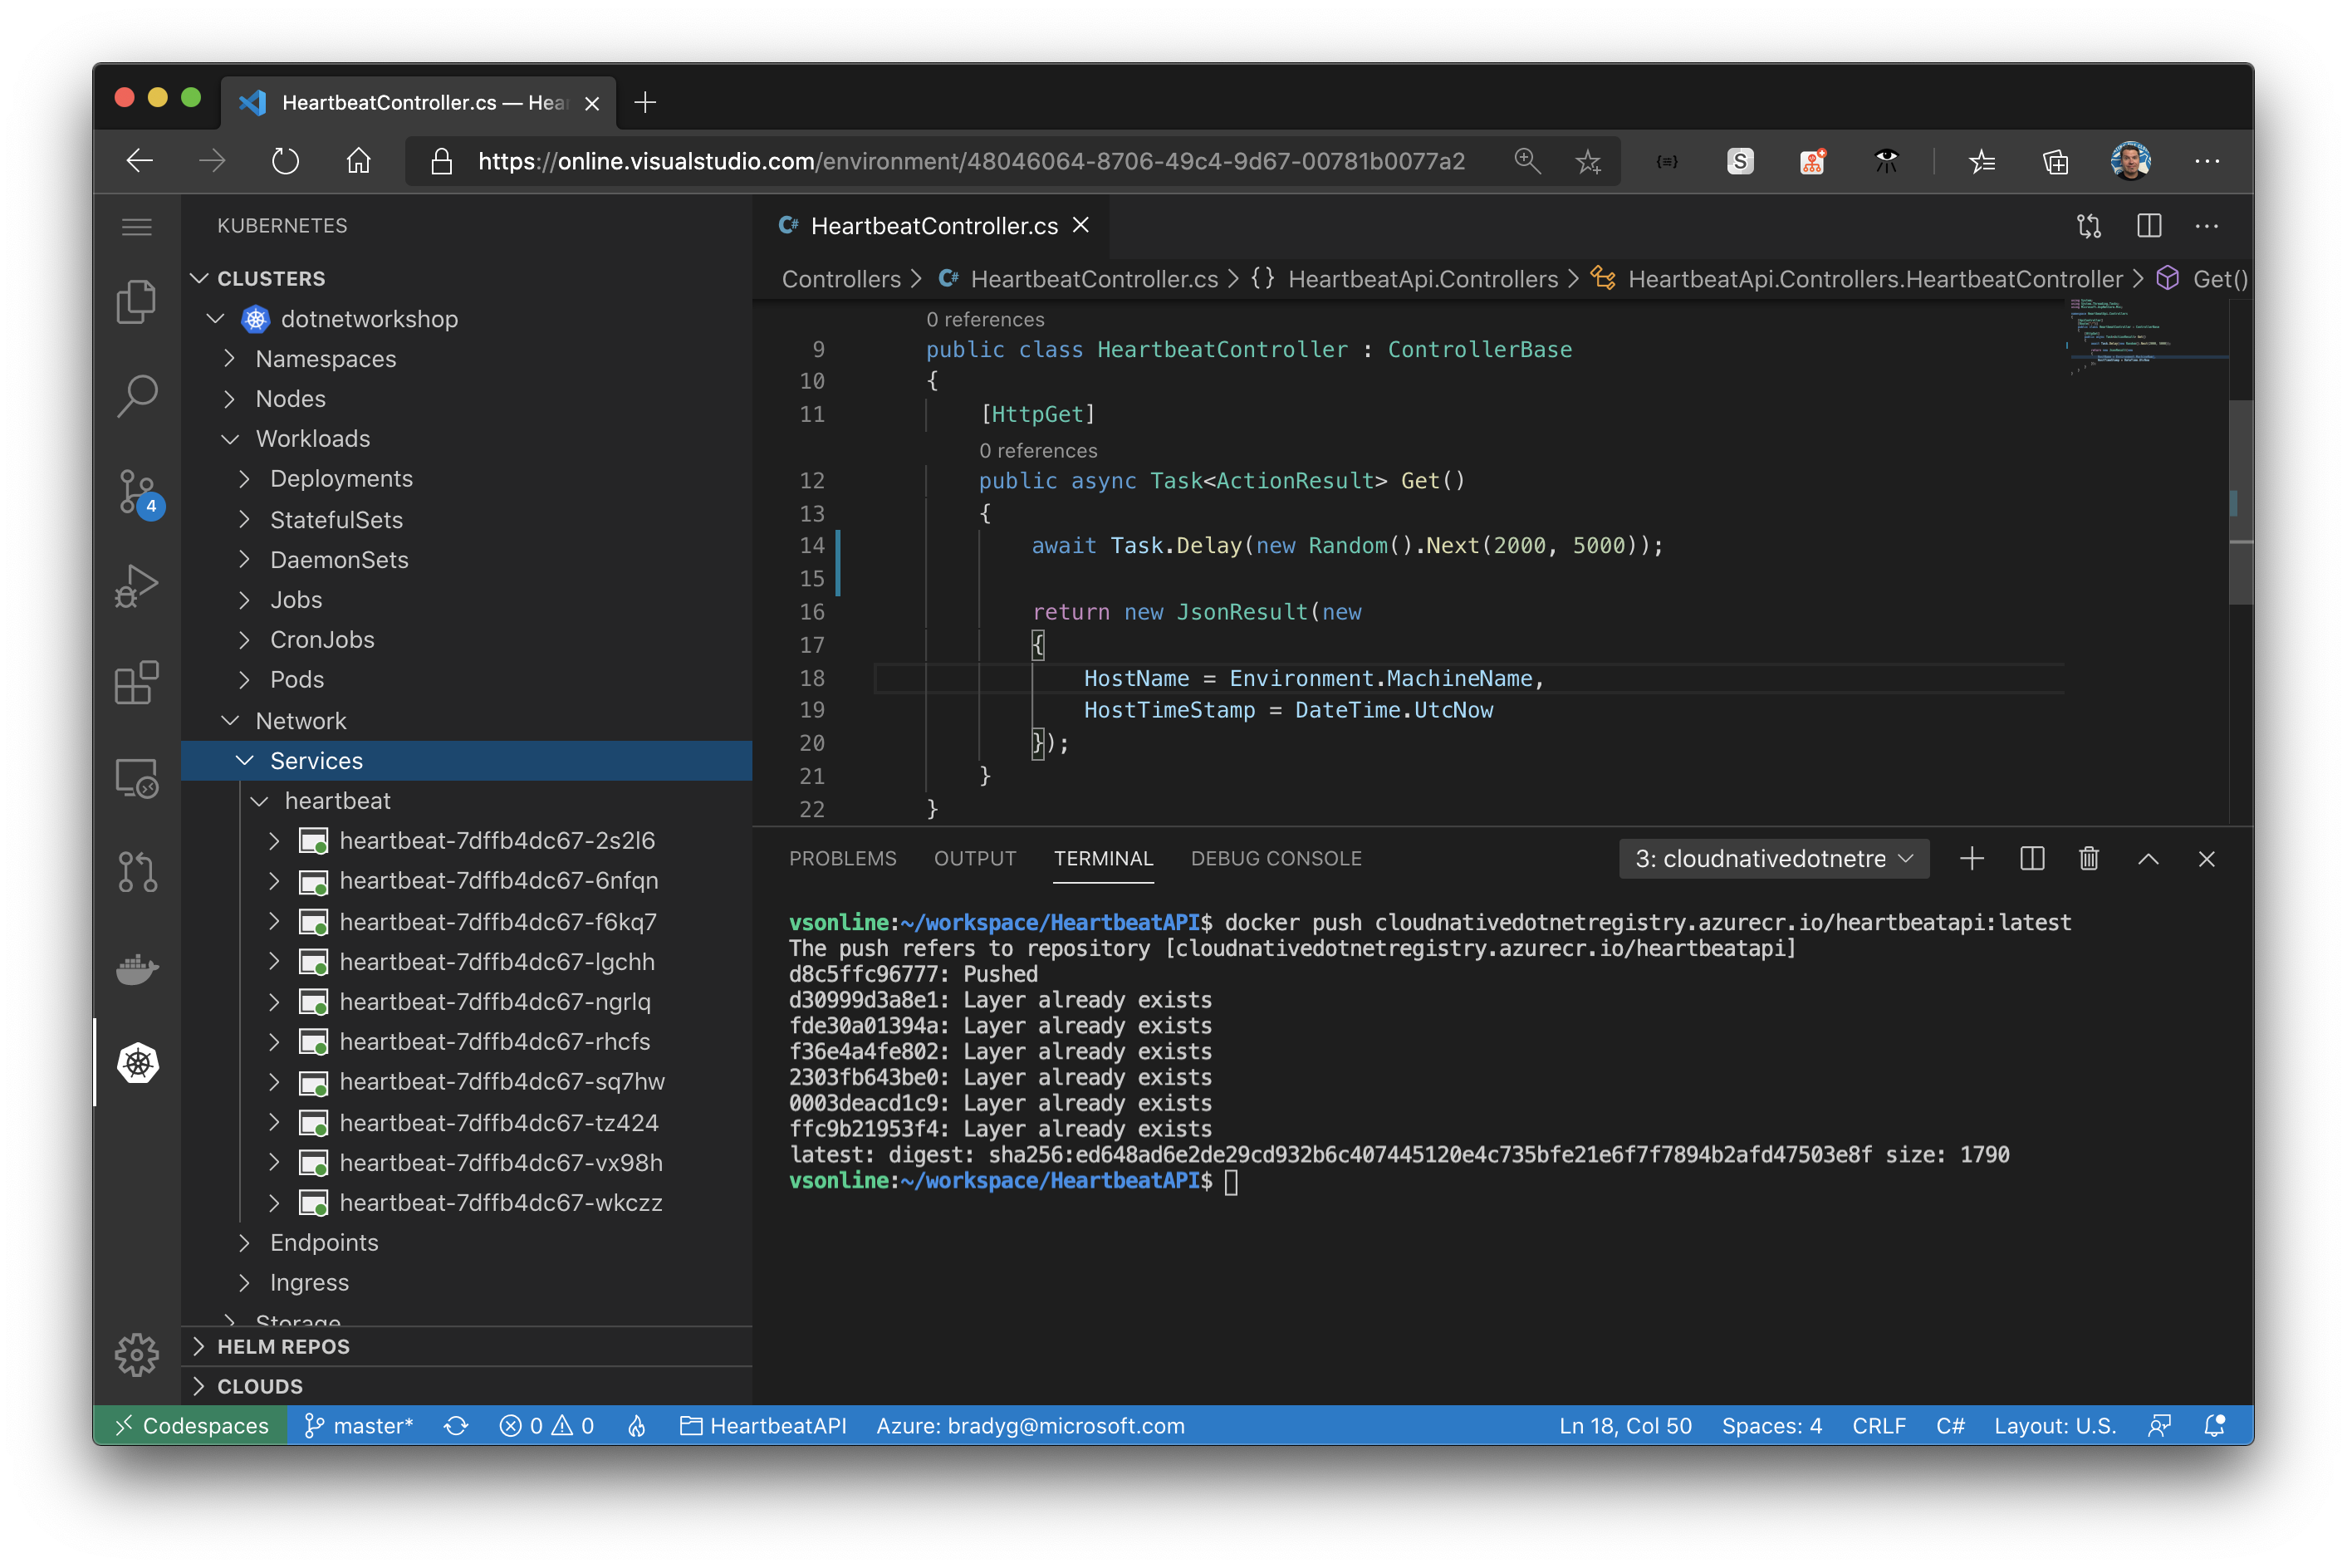 HeartbeatController.cs — Hea
https://online.visualstudio.com/environment/48046064-8706-49c4-9d67-00781b0077a2
S
KUBERNETES
CLUSTERS
dotnetworkshop
Namespaces
Nodes
Workloads
Deployments
StatefulSets
DaemonSets
Jobs
CronJobs
Pods
Network
Services
heartbeat
heartbeat-7dffb4dc67-2s2l6
heartbeat-7dffb4dc67-6nfqn
heartbeat-7dffb4dc67-f6kq7
heartbeat-7dffb4dc67-lgchh
heartbeat-7dffb4dc67-ngrlq
heartbeat-7dffb4dc67-rhcfs
heartbeat-7dffb4dc67-sq7hw
heartbeat-7dffb4dc67-tz424
heartbeat-7dffb4dc67-vx98h
heartbeat-7dffb4dc67-wkczz
Endpoints
Ingress
Storage
HELM REPOS
CLOUDS
4
C# HeartbeatController.cs
Controllers > C# HeartbeatController.cs > {} HeartbeatApi.Controllers > HeartbeatApi.Controllers.HeartbeatController > Get()
0 references
9 public class HeartbeatController : ControllerBase
10 {
11 [HttpGet]
0 references
12 public async Task<ActionResult> Get()
13 {
14 await Task.Delay(new Random().Next(2000, 5000));
15
16 return new JsonResult(new
17 {
18 HostName = Environment.MachineName,
19 HostTimeStamp = DateTime.UtcNow
20 });
21 }
22 }
PROBLEMS OUTPUT TERMINAL DEBUG CONSOLE 3: cloudnativedotnetre
vsonline:~/workspace/HeartbeatAPI$ docker push cloudnativedotnetregistry.azurecr.io/heartbeatapi:latest
The push refers to repository [cloudnativedotnetregistry.azurecr.io/heartbeatapi]
d8c5ffc96777: Pushed
d30999d3a8e1: Layer already exists
fde30a01394a: Layer already exists
f36e4a4fe802: Layer already exists
2303fb643be0: Layer already exists
0003deacd1c9: Layer already exists
ffc9b21953f4: Layer already exists
latest: digest: sha256:ed648ad6e2de29cd932b6c407445120e4c735bfe21e6f7f7894b2afd47503e8f size: 1790
vsonline:~/workspace/HeartbeatAPI$
Codespaces master* 0 0 HeartbeatAPI Azure: bradyg@microsoft.com Ln 18, Col 50 Spaces: 4 CRLF C# Layout: U.S.